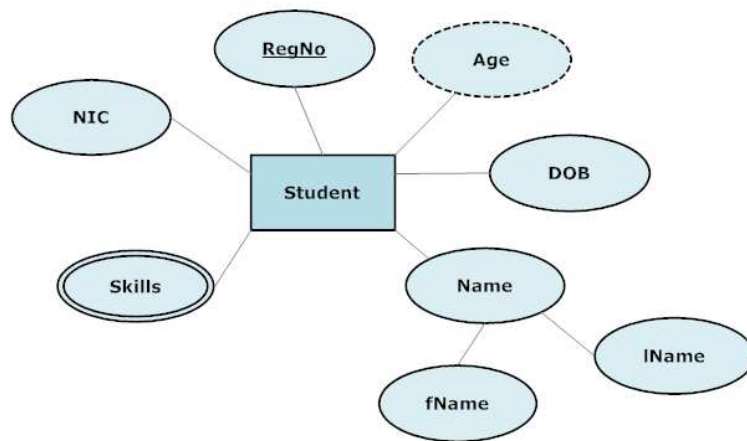 RegNo
Age
NIC
DOB
Student
Skills
Name
lName
fName